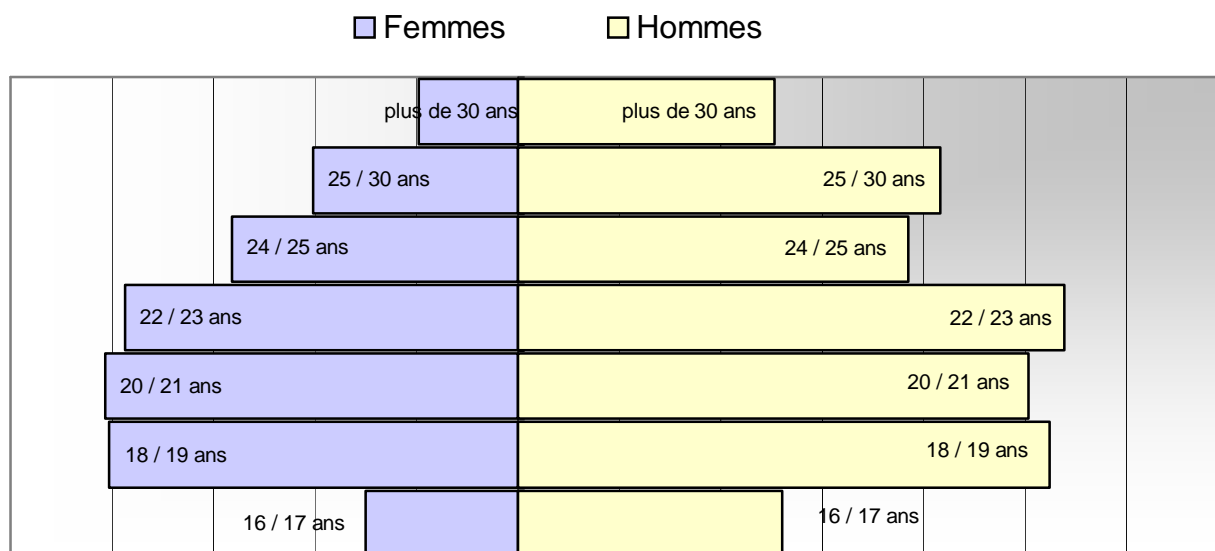 Femmes Hommes
plus de 30 ans plus de 30 ans
25 / 30 ans 25 / 30 ans
24 / 25 ans 24 / 25 ans
22 / 23 ans 22 / 23 ans
20 / 21 ans 20 / 21 ans
18 / 19 ans 18 / 19 ans
16 / 17 ans 16 / 17 ans